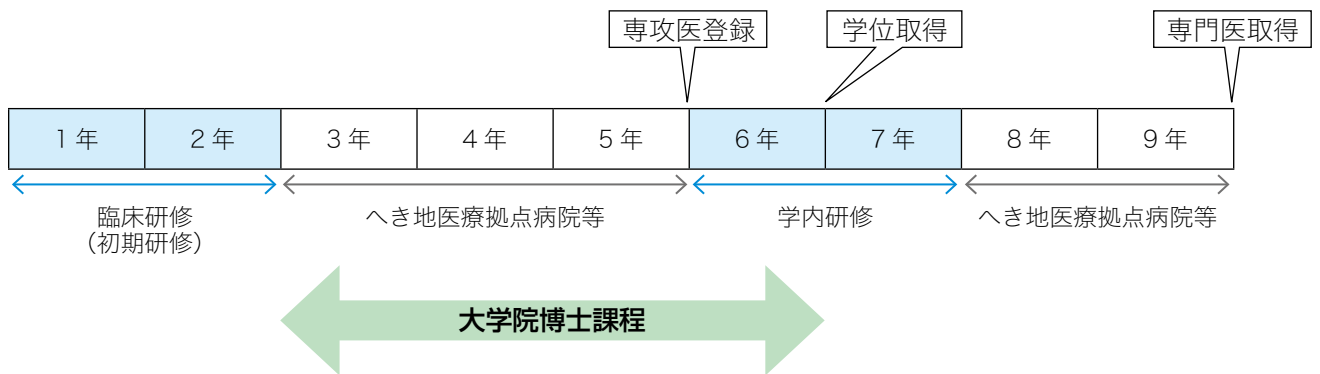 専攻医登録
学位取得
専門医取得
1年
2年
3年
4年
5年
6年
7年
8年
9年
臨床研修
(初期研修)
へき地医療拠点病院等
学内研修
へき地医療拠点病院等
大学院博士課程